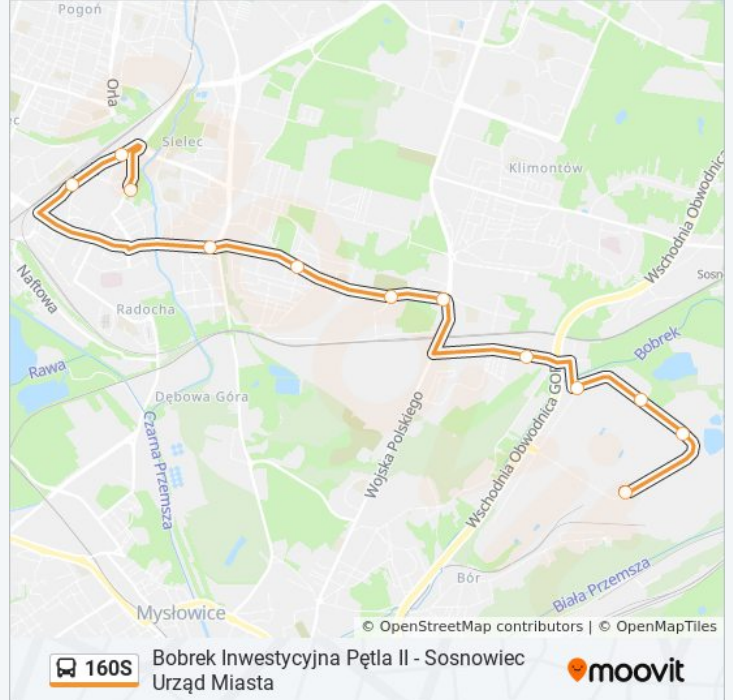 Pogoń
Orla
ec
Sielec
Klimontów
Wschodnia Obwodnica
Sosn
Naftowa
Radocha
Rawa
Bobrek
Dębowa Góra
Czarna Przemsza
Wojska Polskiego
Wschodnia Obwodnica GOP
Bór
Biała Przemsza
Mysłowice
© OpenStreetMap contributors | © OpenMapTiles
160S
Bobrek Inwestycyjna Pętla II - Sosnowiec
Urząd Miasta
moovit